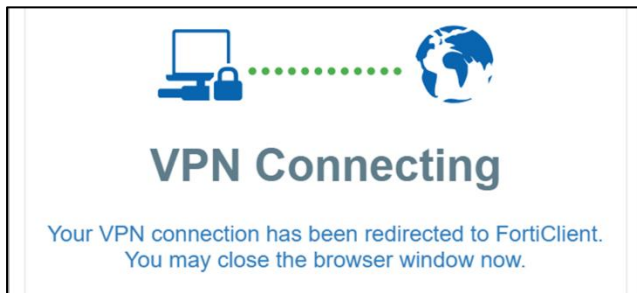 VPN Connecting
Your VPN connection has been redirected to FortiClient.
You may close the browser window now.